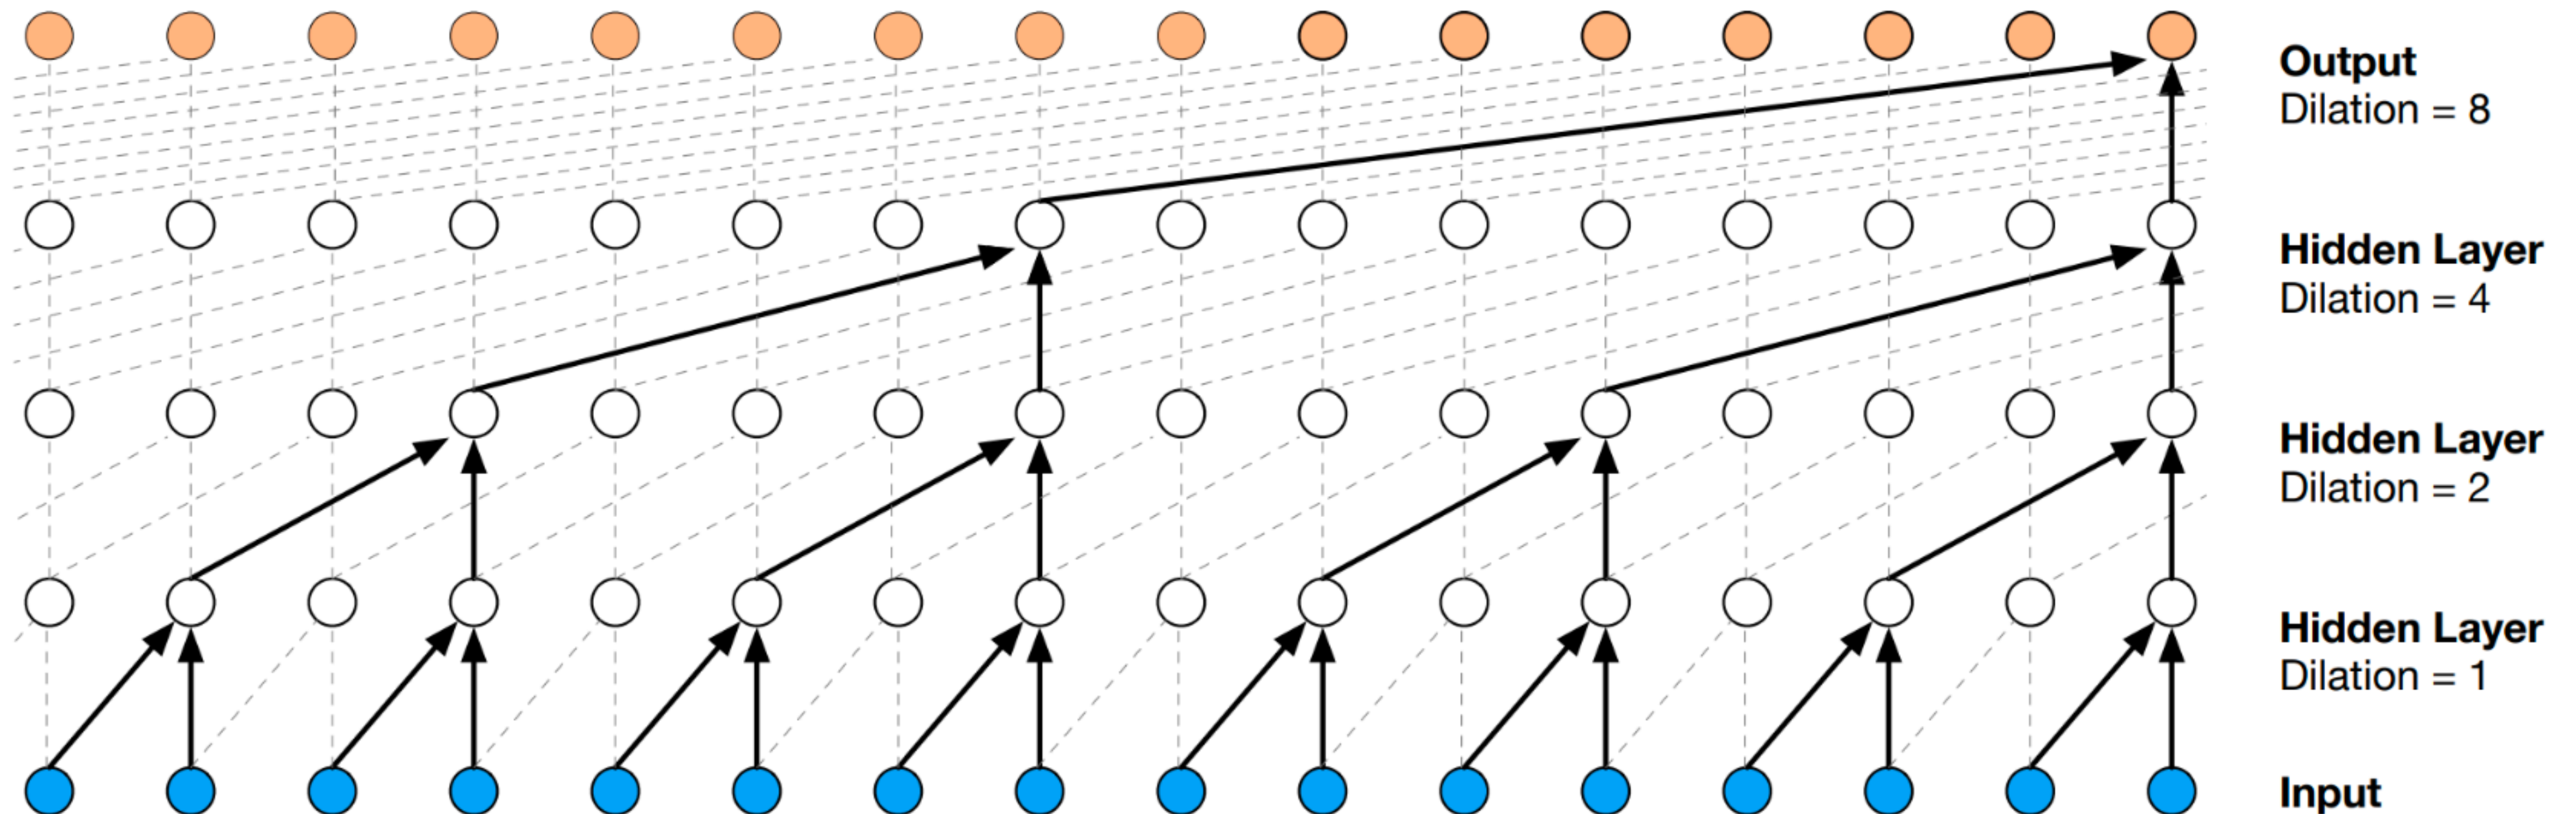 Output
Dilation = 8
Hidden Layer
Dilation = 4
Hidden Layer
Dilation = 2
Hidden Layer
Dilation = 1
Input